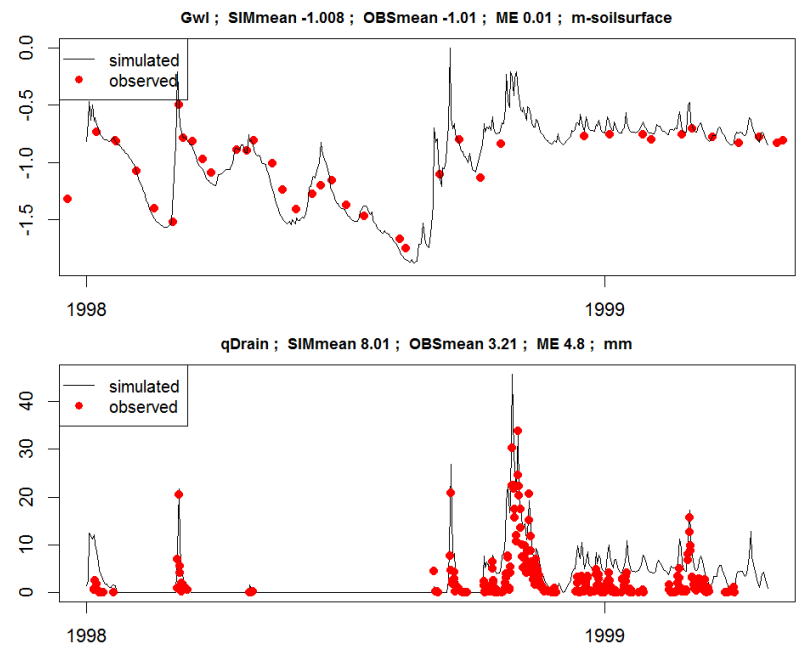 Gwl ; SIMmean -1.008 ; OBSmean -1.01 ; ME 0.01 ; m-soilsurface
simulated
observed
0.0
-0.5
-1.0
-1.5
1998
1999
qDrain ; SIMmean 8.01 ; OBSmean 3.21 ; ME 4.8 ; mm
simulated
observed
40
30
20
10
0
1998
1999